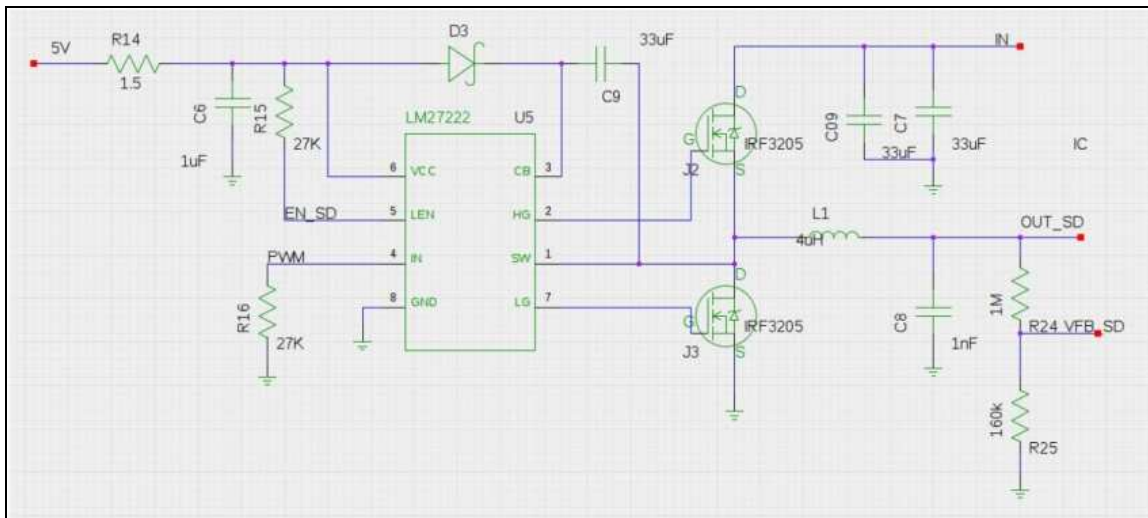 5V
R14
1.5
D3
33uF
C9
C6
1uF
R15
27K
LM27222
U5
6
VCC
CB
3
EN_SD
5
LEN
HG
2
PWM
4
IN
SW
1
8
GND
LG
7
R16
27K
D
G
S
IRF3205
J2
IN
C09
33uF
C7
33uF
IC
L1
4uH
OUT_SD
D
G
S
IRF3205
J3
C8
1nF
1M
R24
VFB_SD
160k
R25